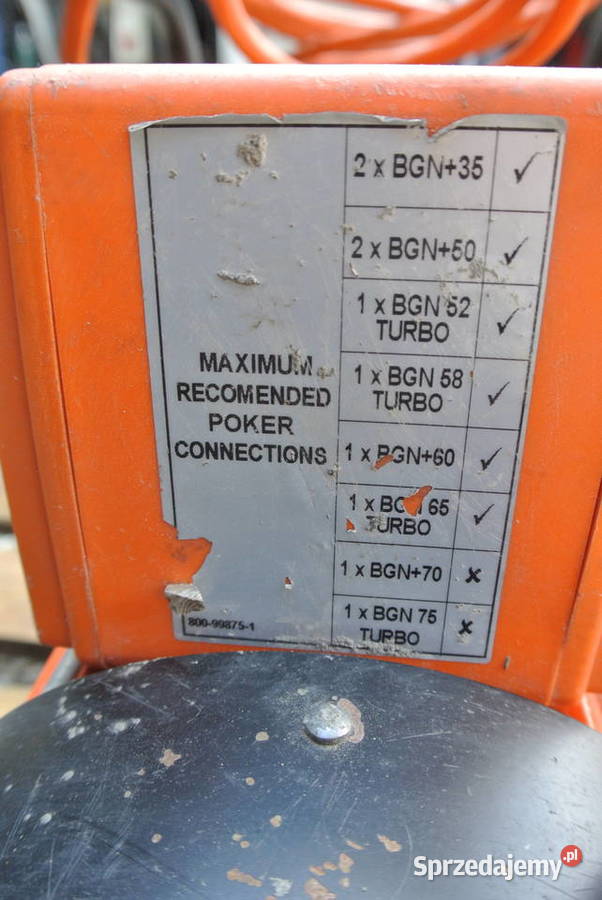 MAXIMUM
RECOMENDED
POKER
CONNECTIONS
2 x BGN+35 ✓
2 x BGN+50 ✓
1 x BGN 52
TURBO ✓
1 x BGN 58
TURBO ✓
1 x BGN+60 ✓
1 x BGN 65
TURBO ✓
1 x BGN+70 ✗
1 x BGN 75
TURBO ✗
800-99875-1
Sprzedajemy.pl